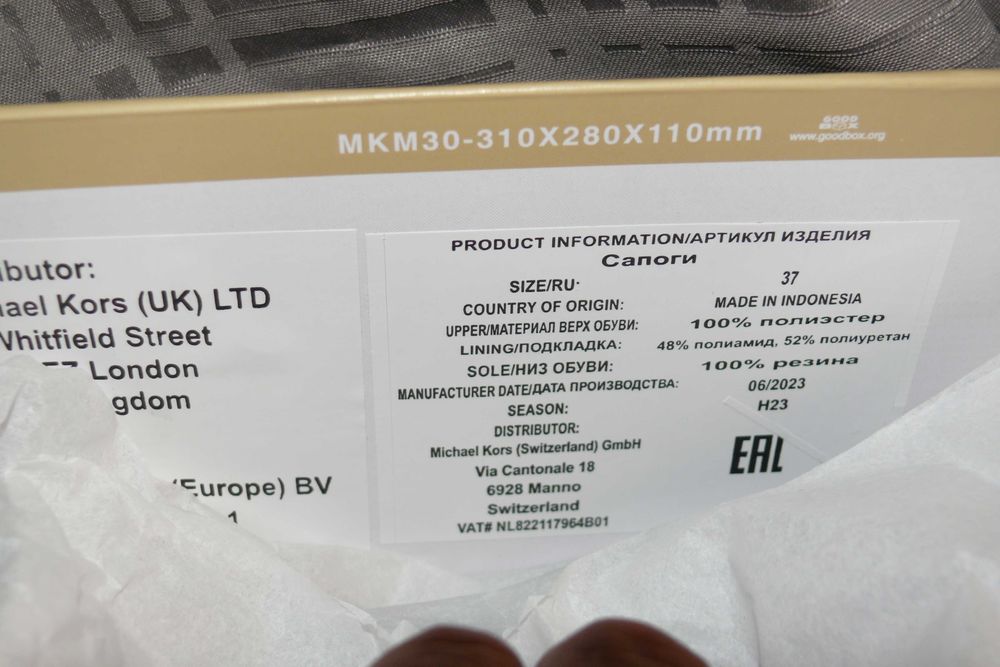 MKM30-310X280X110mm
GOOD BOX
www.goodbox.org
butor:
ael Kors (UK) LTD
Whitfield Street
London
gdom
(Europe) BV
1
PRODUCT INFORMATION/АРТИКУЛ ИЗДЕЛИЯ
Сапоги
SIZE/RU: 37
COUNTRY OF ORIGIN: MADE IN INDONESIA
UPPER/МАТЕРИАЛ ВЕРХ ОБУВИ: 100% полиэстер
LINING/ПОДКЛАДКА: 48% полиамид, 52% полиуретан
SOLE/НИЗ ОБУВИ: 100% резина
MANUFACTURER DATE/ДАТА ПРОИЗВОДСТВА: 06/2023
SEASON: H23
DISTRIBUTOR:
Michael Kors (Switzerland) GmbH
Via Cantonale 18
6928 Manno
Switzerland
VAT# NL822117964B01
EAC